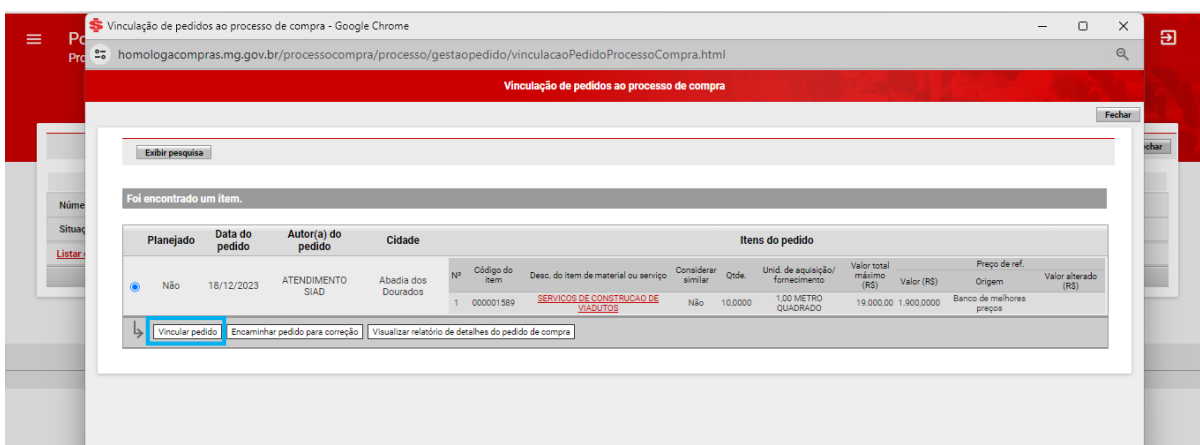 Vinculação de pedidos ao processo de compra - Google Chrome
Po
Pro
homologacompras.mg.gov.br/processocompra/processo/gestaopedido/vinculacaoPedidoProcessoCompra.html
Vinculação de pedidos ao processo de compra
Fechar
echar
Exibir pesquisa
Foi encontrado um item.
Núme
Situaç
Listar
Planejado Data do pedido Autor(a) do pedido Cidade Itens do pedido
Nº Código do item Desc. do item de material ou serviço Considerar similar Qtde. Unid. de aquisição/ fornecimento Valor total máximo (R$) Valor (R$) Preço de ref. Origem Valor alterado (R$)
Não 18/12/2023 ATENDIMENTO SIAD Abadia dos Dourados
1 000001589 SERVICOS DE CONSTRUCAO DE VIADUTOS Não 10,0000 1,00 METRO QUADRADO 19.000,00 1.900,0000 Banco de melhores preços
Vincular pedido Encaminhar pedido para correção Visualizar relatório de detalhes do pedido de compra